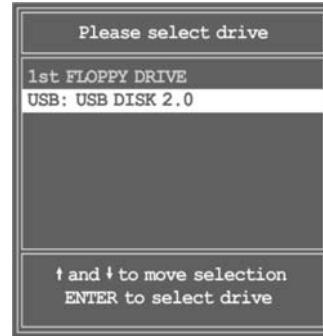 Please select drive
1st FLOPPY DRIVE
USB: USB DISK 2.0
↑ and ↓ to move selection
ENTER to select drive